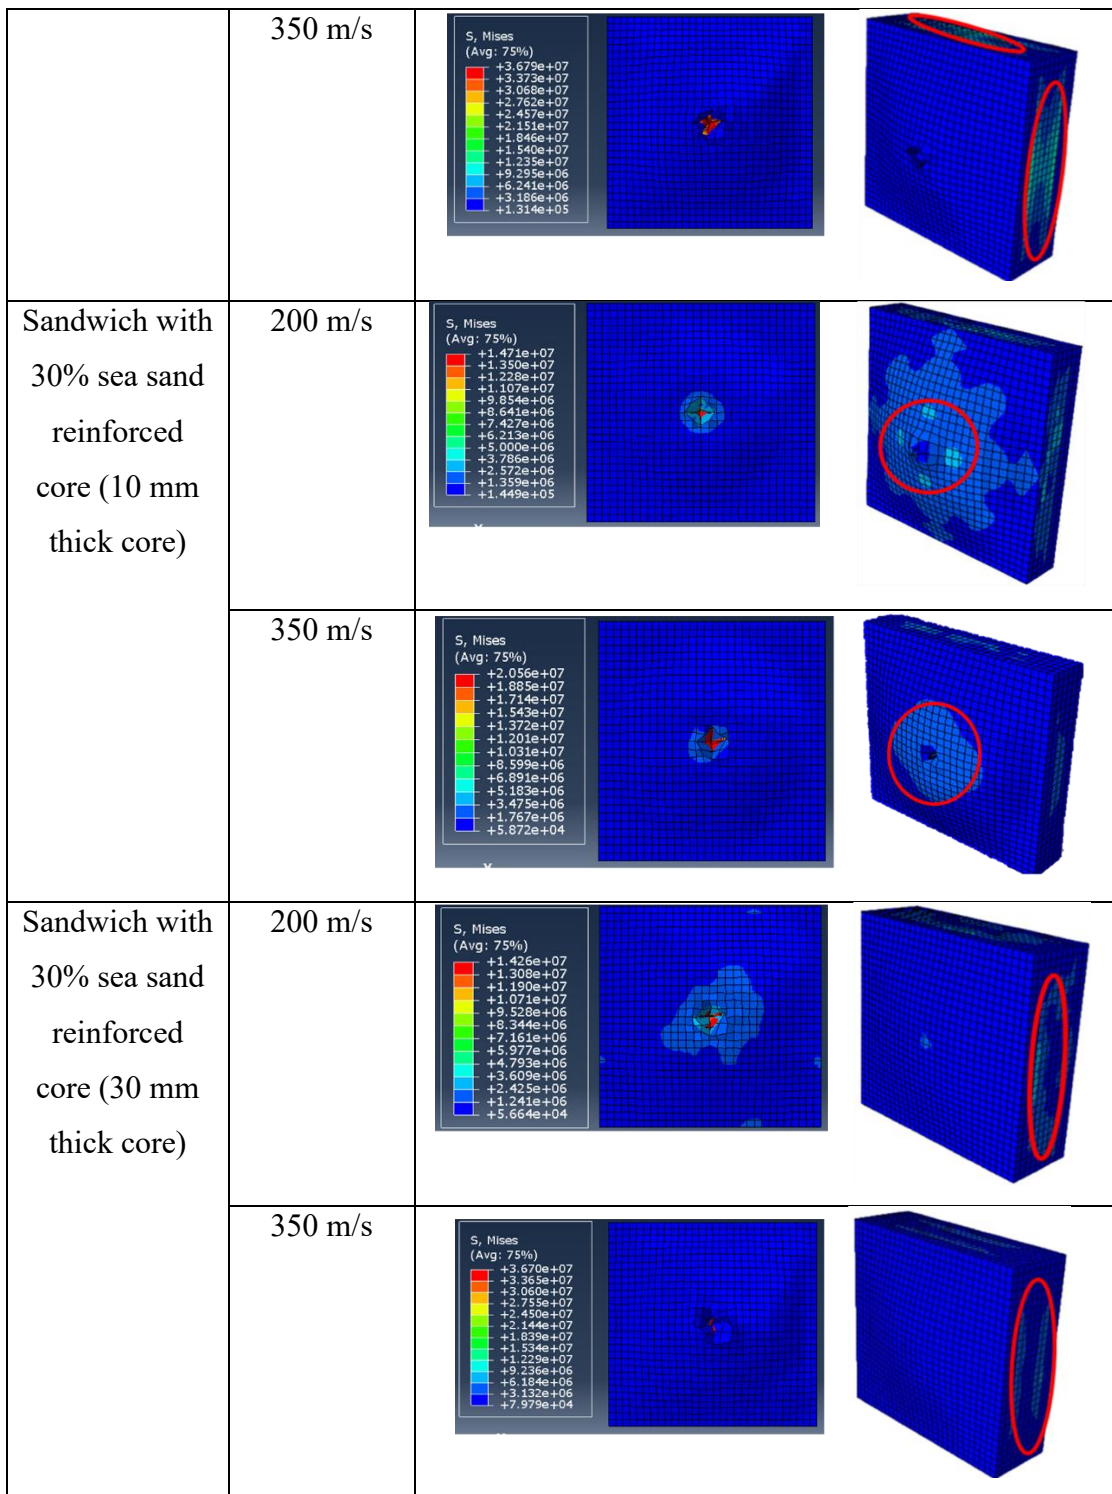 350 m/s
S, Mises
(Avg: 75%)
+3.679e+07
+3.373e+07
+3.068e+07
+2.762e+07
+2.457e+07
+2.151e+07
+1.846e+07
+1.540e+07
+1.235e+07
+9.295e+06
+6.241e+06
+3.186e+06
+1.314e+05
Sandwich with
30% sea sand
reinforced
core (10 mm
thick core)
200 m/s
S, Mises
(Avg: 75%)
+1.471e+07
+1.350e+07
+1.228e+07
+1.107e+07
+9.854e+06
+8.641e+06
+7.427e+06
+6.213e+06
+5.000e+06
+3.786e+06
+2.572e+06
+1.359e+06
+1.449e+05
350 m/s
S, Mises
(Avg: 75%)
+2.056e+07
+1.885e+07
+1.714e+07
+1.543e+07
+1.372e+07
+1.201e+07
+1.031e+07
+8.599e+06
+6.891e+06
+5.183e+06
+3.475e+06
+1.767e+06
+5.872e+04
Sandwich with
30% sea sand
reinforced
core (30 mm
thick core)
200 m/s
S, Mises
(Avg: 75%)
+1.426e+07
+1.308e+07
+1.190e+07
+1.071e+07
+9.528e+06
+8.344e+06
+7.161e+06
+5.977e+06
+4.793e+06
+3.609e+06
+2.425e+06
+1.241e+06
+5.664e+04
350 m/s
S, Mises
(Avg: 75%)
+3.670e+07
+3.365e+07
+3.060e+07
+2.755e+07
+2.450e+07
+2.144e+07
+1.839e+07
+1.534e+07
+1.229e+07
+9.236e+06
+6.184e+06
+3.132e+06
+7.979e+04